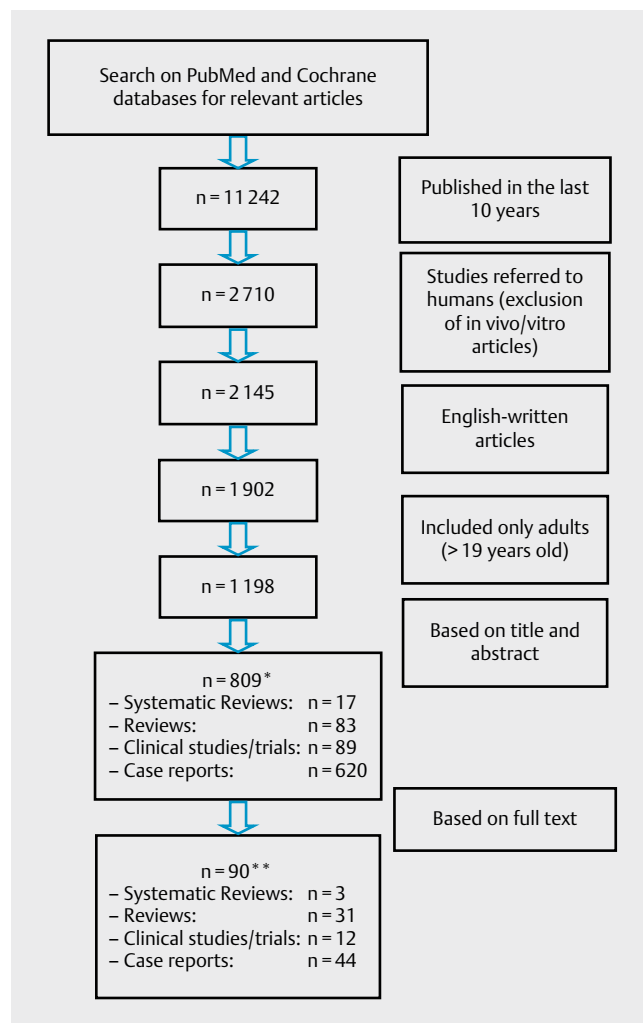 Search on PubMed and Cochrane
databases for relevant articles
n = 11 242
Published in the last
10 years
n = 2 710
Studies referred to
humans (exclusion
of in vivo/vitro
articles)
n = 2 145
English-written
articles
n = 1 902
Included only adults
(> 19 years old)
n = 1 198
Based on title and
abstract
n = 809*
– Systematic Reviews: n = 17
– Reviews: n = 83
– Clinical studies/trials: n = 89
– Case reports: n = 620
Based on full text
n = 90**
– Systematic Reviews: n = 3
– Reviews: n = 31
– Clinical studies/trials: n = 12
– Case reports: n = 44